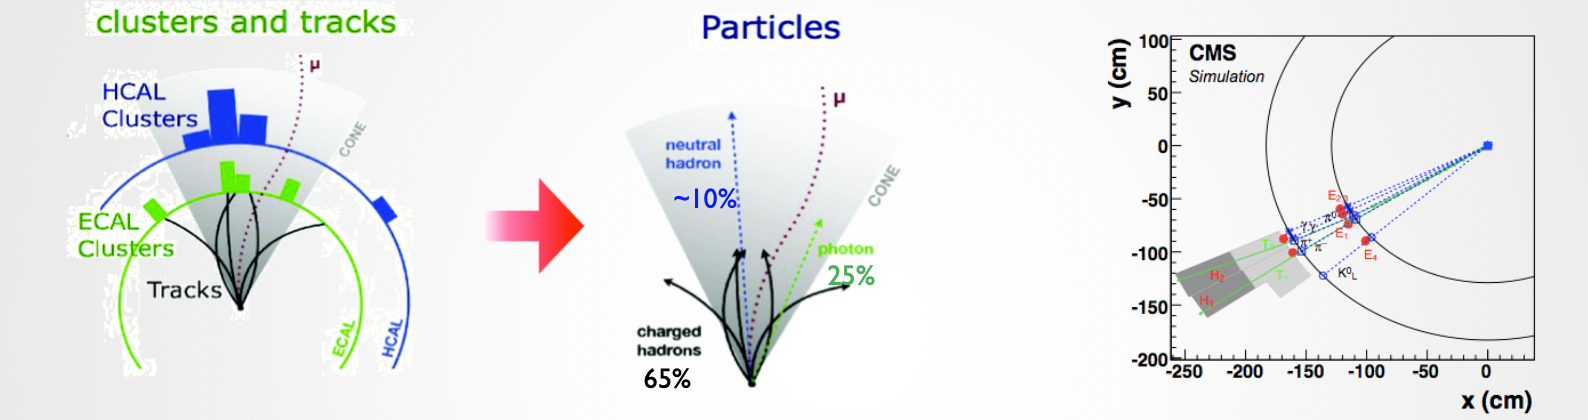 clusters and tracks
μ
HCAL
Clusters
CONE
ECAL
Clusters
Tracks
ECAL
HCAL
Particles
μ
neutral
hadron
~10%
CONE
photon
25%
charged
hadrons
65%
CMS
Simulation
y (cm)
100
50
0
-50
-100
-150
-200
-250
-200
-150
-100
-50
0
x (cm)
γ γ
π⁰
E₁
π⁺ π⁻
E₄
K⁰L
T₁
H₂
H₁